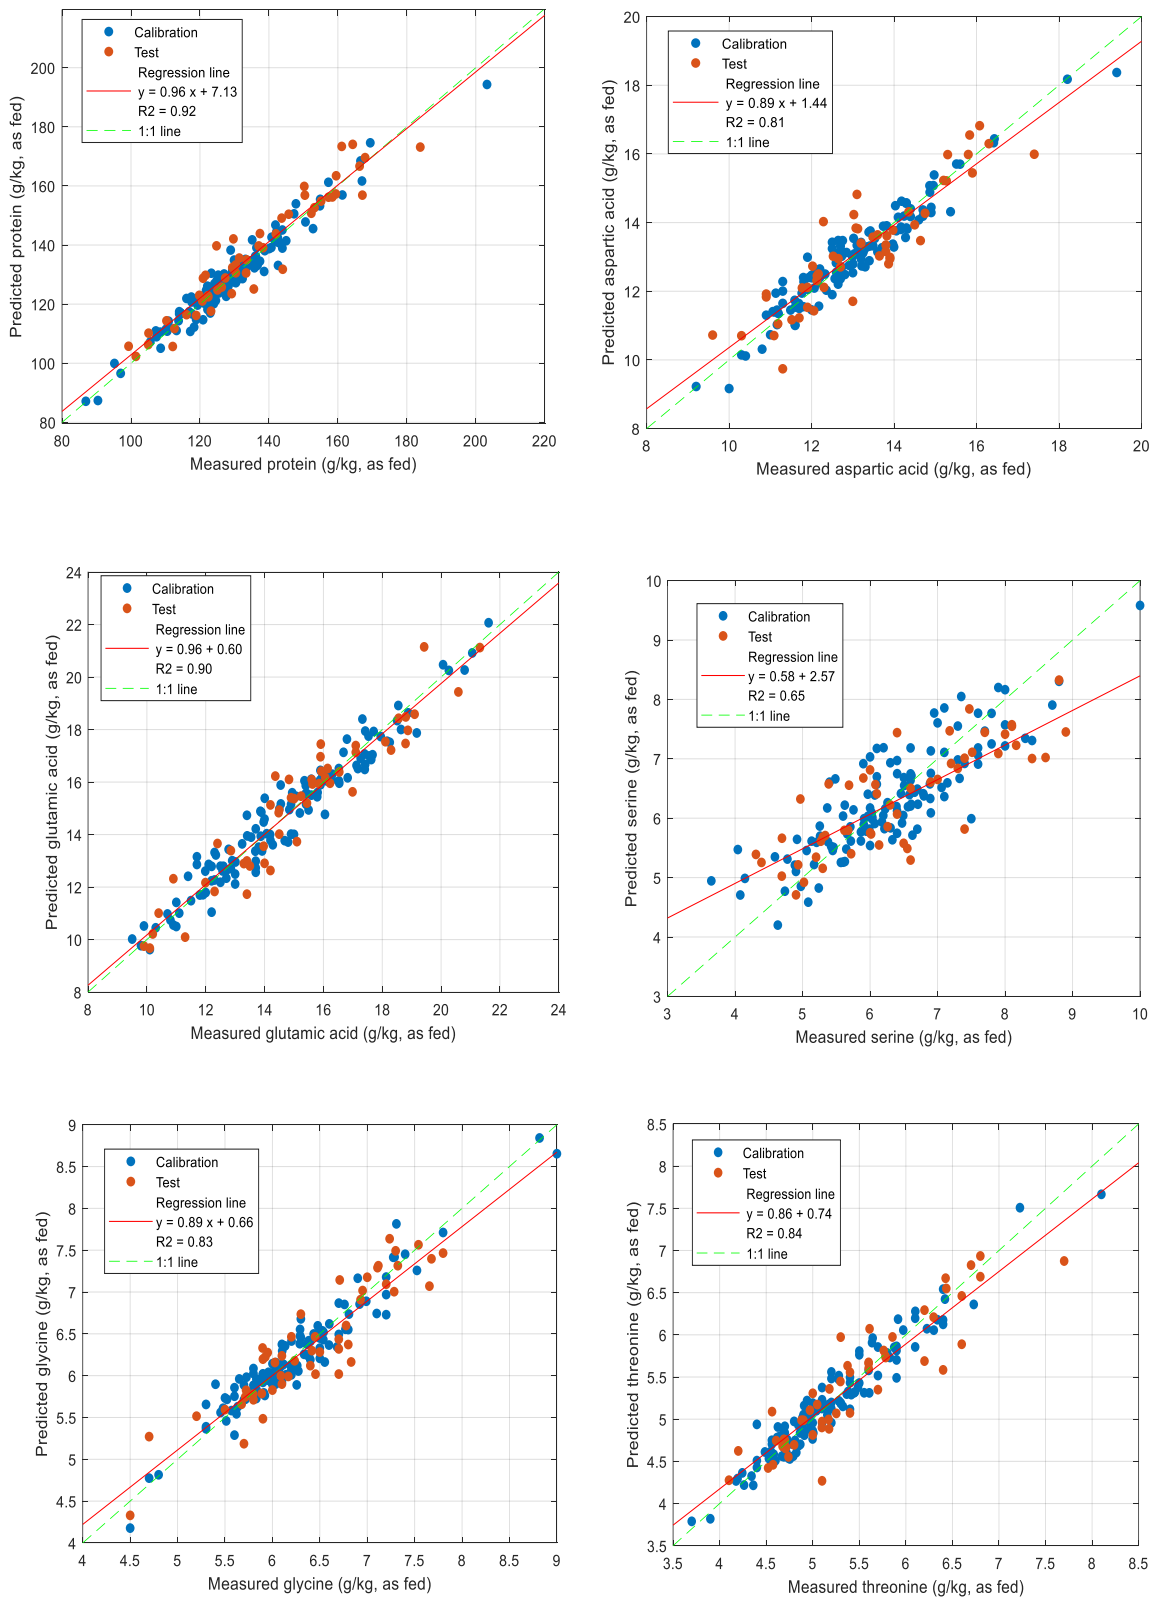 Calibration
Test
Regression line
y = 0.96 x + 7.13
R2 = 0.92
1:1 line
200
180
160
140
120
100
80
80 100 120 140 160 180 200 220
Predicted protein (g/kg, as fed)
Measured protein (g/kg, as fed)
Calibration
Test
Regression line
y = 0.89 x + 1.44
R2 = 0.81
1:1 line
20
18
16
14
12
10
8
8 10 12 14 16 18 20
Predicted aspartic acid (g/kg, as fed)
Measured aspartic acid (g/kg, as fed)
Calibration
Test
Regression line
y = 0.96 + 0.60
R2 = 0.90
1:1 line
24
22
20
18
16
14
12
10
8
8 10 12 14 16 18 20 22 24
Predicted glutamic acid (g/kg, as fed)
Measured glutamic acid (g/kg, as fed)
Calibration
Test
Regression line
y = 0.58 + 2.57
R2 = 0.65
1:1 line
10
9
8
7
6
5
4
3
3 4 5 6 7 8 9 10
Predicted serine (g/kg, as fed)
Measured serine (g/kg, as fed)
Calibration
Test
Regression line
y = 0.89 x + 0.66
R2 = 0.83
1:1 line
9
8.5
8
7.5
7
6.5
6
5.5
5
4.5
4
4 4.5 5 5.5 6 6.5 7 7.5 8 8.5 9
Predicted glycine (g/kg, as fed)
Measured glycine (g/kg, as fed)
Calibration
Test
Regression line
y = 0.86 + 0.74
R2 = 0.84
1:1 line
8.5
8
7.5
7
6.5
6
5.5
5
4.5
4
3.5
3.5 4 4.5 5 5.5 6 6.5 7 7.5 8 8.5
Predicted threonine (g/kg, as fed)
Measured threonine (g/kg, as fed)